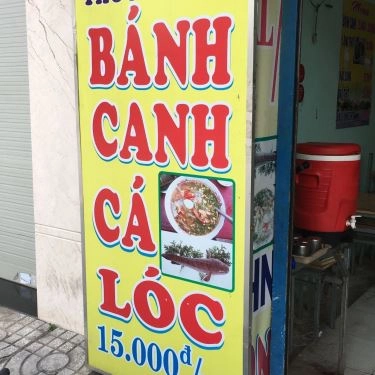 BÁNH
CANH
CÁ
LÓC
15.000đ/